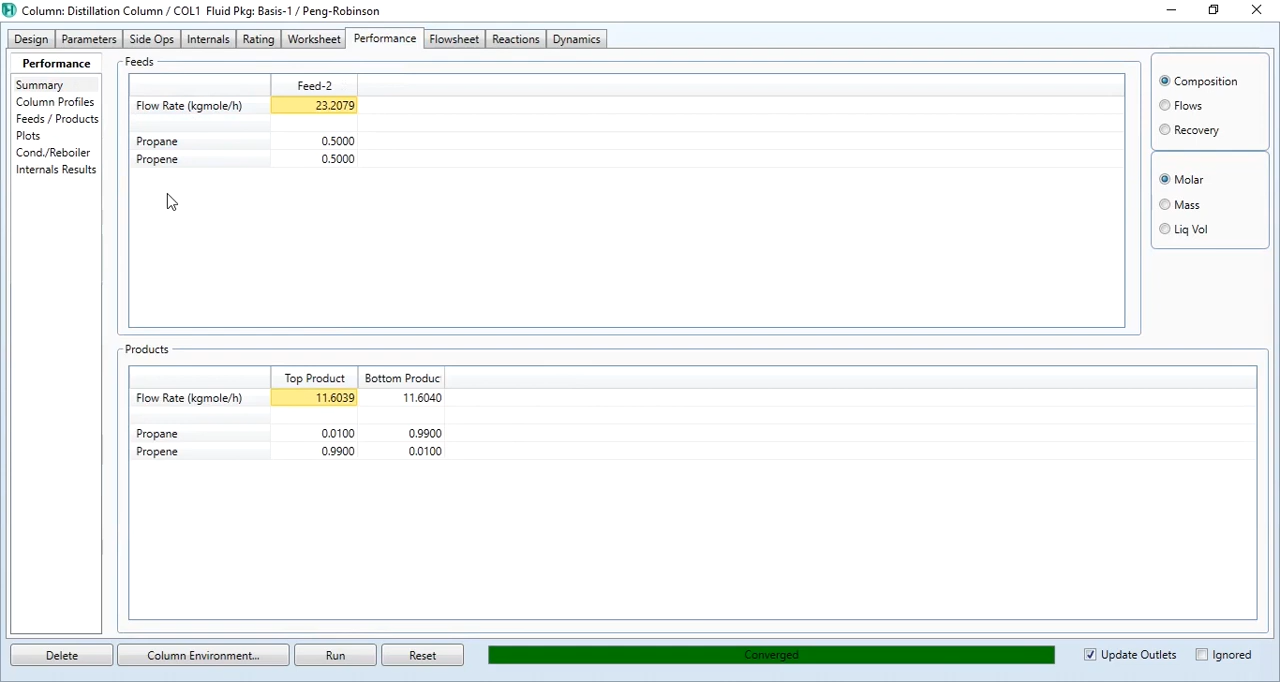 Column: Distillation Column / COL1 Fluid Pkg: Basis-1 / Peng-Robinson
Design Parameters Side Ops Internals Rating Worksheet Performance Flowsheet Reactions Dynamics
Performance
Summary
Column Profiles
Feeds / Products
Plots
Cond./Reboiler
Internals Results
Feeds
Feed-2
Flow Rate (kgmole/h) 23.2079
Propane 0.5000
Propene 0.5000
Composition
Flows
Recovery
Molar
Mass
Liq Vol
Products
Top Product Bottom Produc
Flow Rate (kgmole/h) 11.6039 11.6040
Propane 0.0100 0.9900
Propene 0.9900 0.0100
Delete Column Environment... Run Reset Converged Update Outlets Ignored